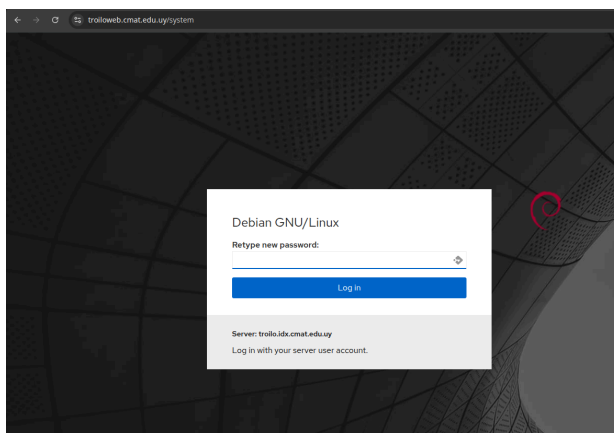 troiloweb.cmat.edu.uy/system
Debian GNU/Linux
Retype new password:
Log in
Server: troilo.idx.cmat.edu.uy
Log in with your server user account.